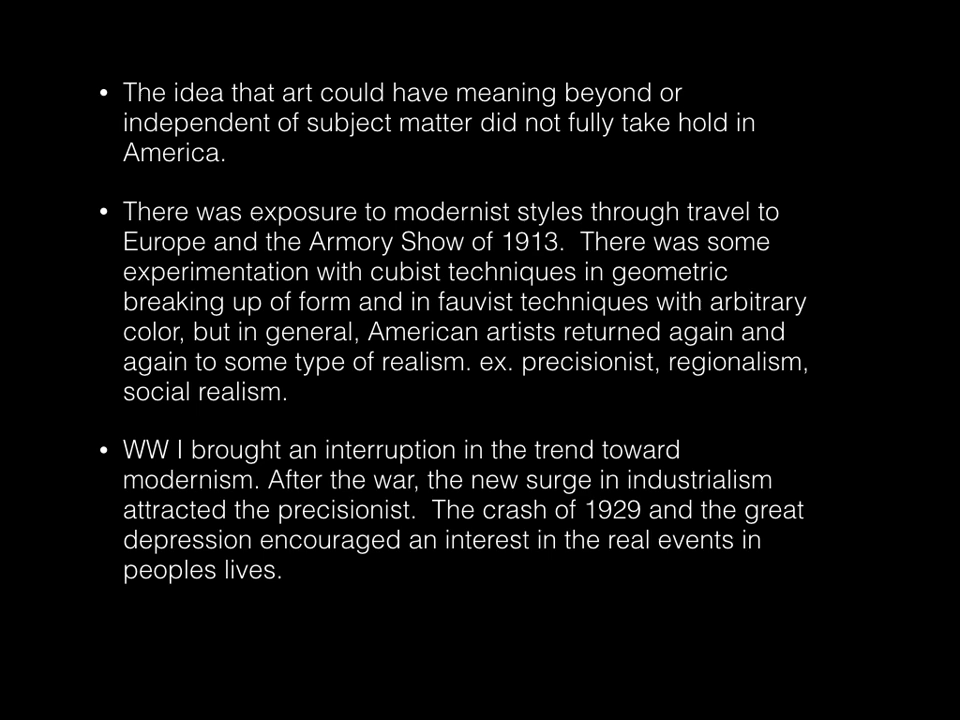 • The idea that art could have meaning beyond or
independent of subject matter did not fully take hold in
America.
• There was exposure to modernist styles through travel to
Europe and the Armory Show of 1913.  There was some
experimentation with cubist techniques in geometric
breaking up of form and in fauvist techniques with arbitrary
color, but in general, American artists returned again and
again to some type of realism. ex. precisionist, regionalism,
social realism.
• WW I brought an interruption in the trend toward
modernism. After the war, the new surge in industrialism
attracted the precisionist.  The crash of 1929 and the great
depression encouraged an interest in the real events in
peoples lives.